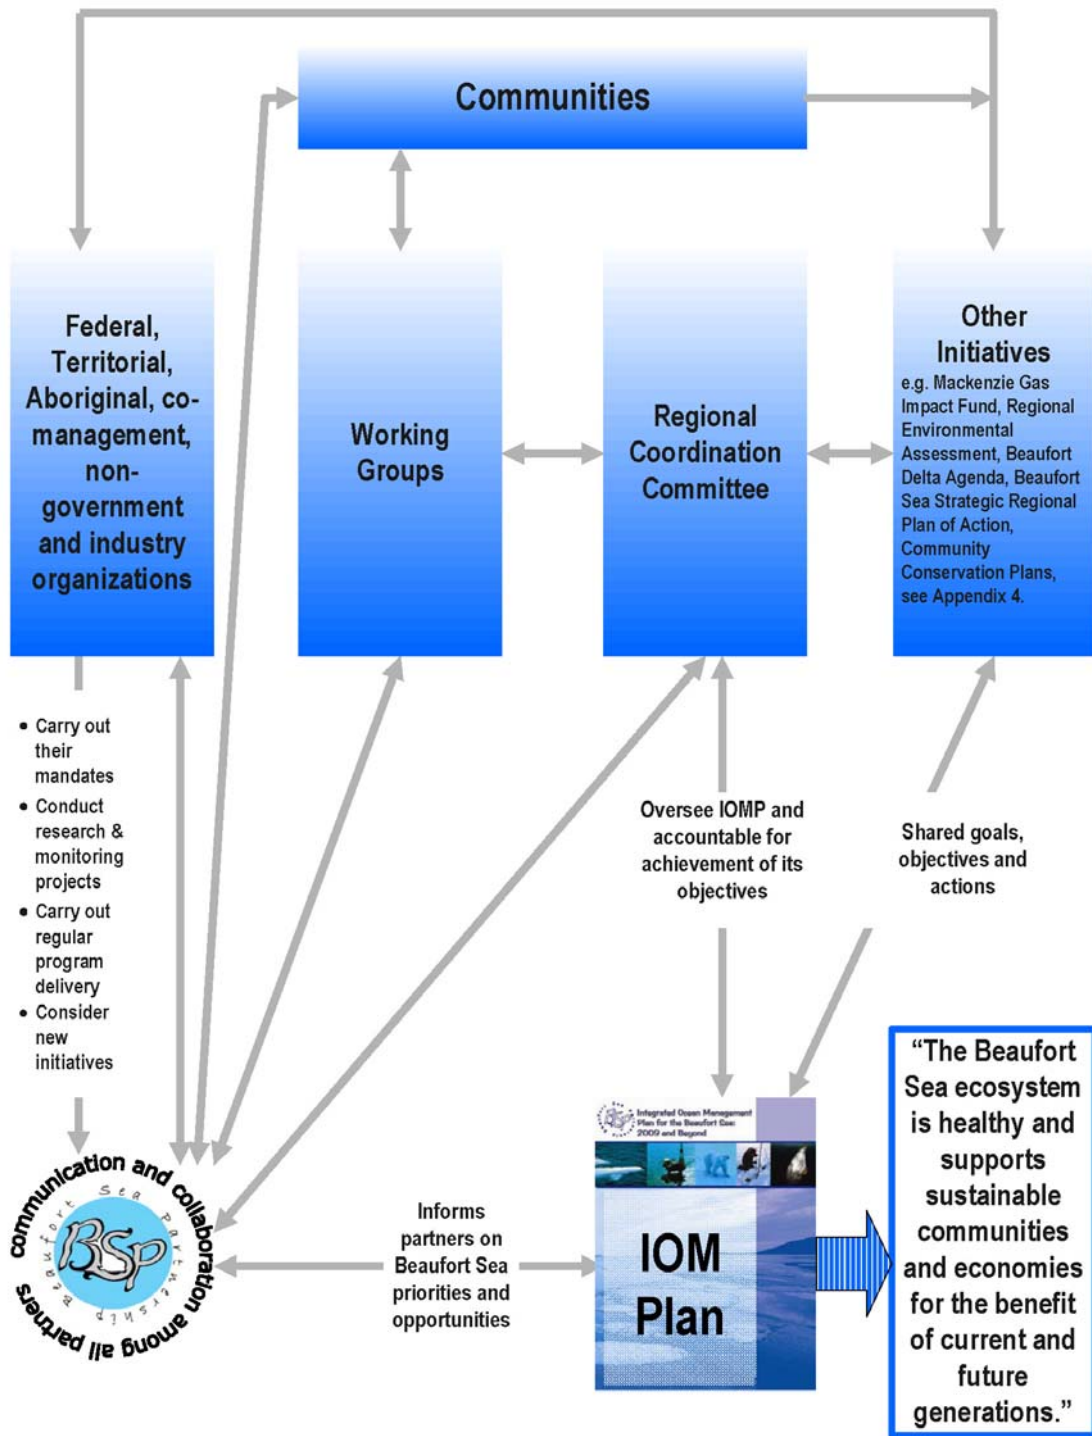 Communities
Federal,
Territorial,
Aboriginal, co-
management,
non-
government
and industry
organizations
Working
Groups
Regional
Coordination
Committee
Other
Initiatives
e.g. Mackenzie Gas
Impact Fund, Regional
Environmental
Assessment, Beaufort
Delta Agenda, Beaufort
Sea Strategic Regional
Plan of Action,
Community
Conservation Plans,
see Appendix 4.
• Carry out
their
mandates
• Conduct
research &
monitoring
projects
• Carry out
regular
program
delivery
• Consider
new
initiatives
Oversee IOMP and
accountable for
achievement of its
objectives
Shared goals,
objectives and
actions
communication and collaboration among all partners
Beaufort Sea Partnership
BSP
Informs
partners on
Beaufort Sea
priorities and
opportunities
BSP
Integrated Ocean Management
Plan for the Beaufort Sea:
2009 and Beyond
IOM
Plan
“The Beaufort
Sea ecosystem
is healthy and
supports
sustainable
communities
and economies
for the benefit
of current and
future
generations.”